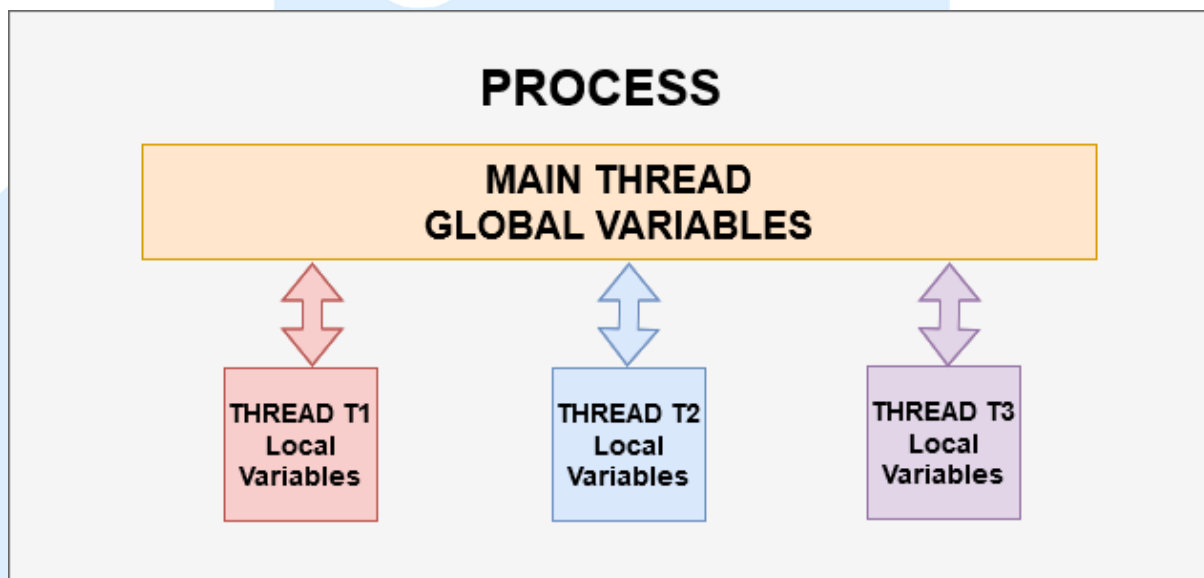 PROCESS
MAIN THREAD
GLOBAL VARIABLES
THREAD T1
Local
Variables
THREAD T2
Local
Variables
THREAD T3
Local
Variables